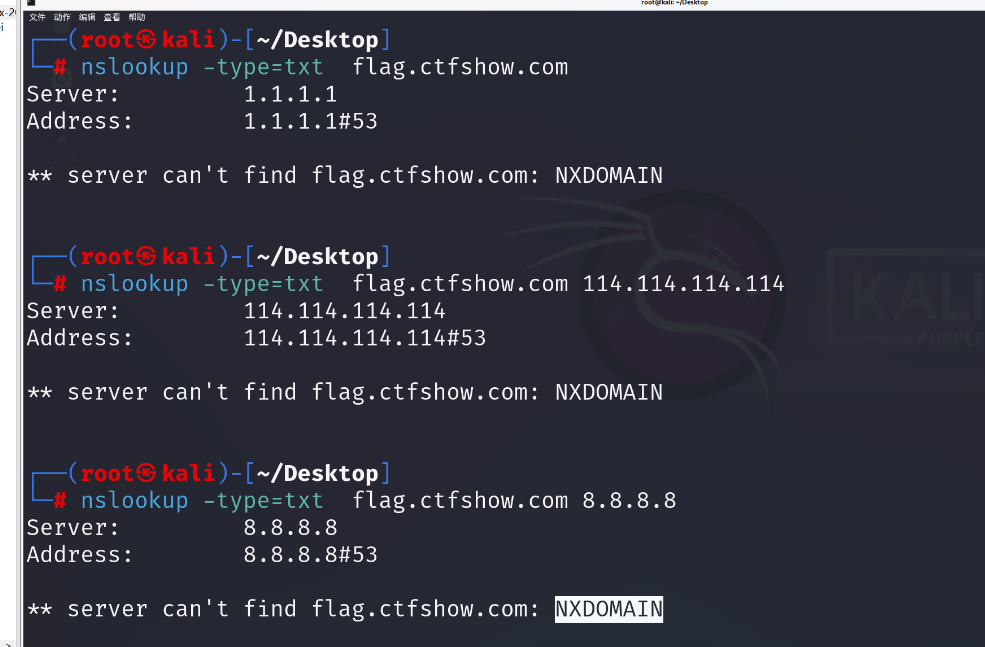 root@kali: ~/Desktop
文件 动作 编辑 查看 帮助
(root㉿kali)-[~/Desktop]
# nslookup -type=txt  flag.ctfshow.com
Server:         1.1.1.1
Address:        1.1.1.1#53
** server can't find flag.ctfshow.com: NXDOMAIN
(root㉿kali)-[~/Desktop]
# nslookup -type=txt  flag.ctfshow.com 114.114.114.114
Server:         114.114.114.114
Address:        114.114.114.114#53
** server can't find flag.ctfshow.com: NXDOMAIN
KALI
PURPLE
(root㉿kali)-[~/Desktop]
# nslookup -type=txt  flag.ctfshow.com 8.8.8.8
Server:         8.8.8.8
Address:        8.8.8.8#53
** server can't find flag.ctfshow.com: NXDOMAIN